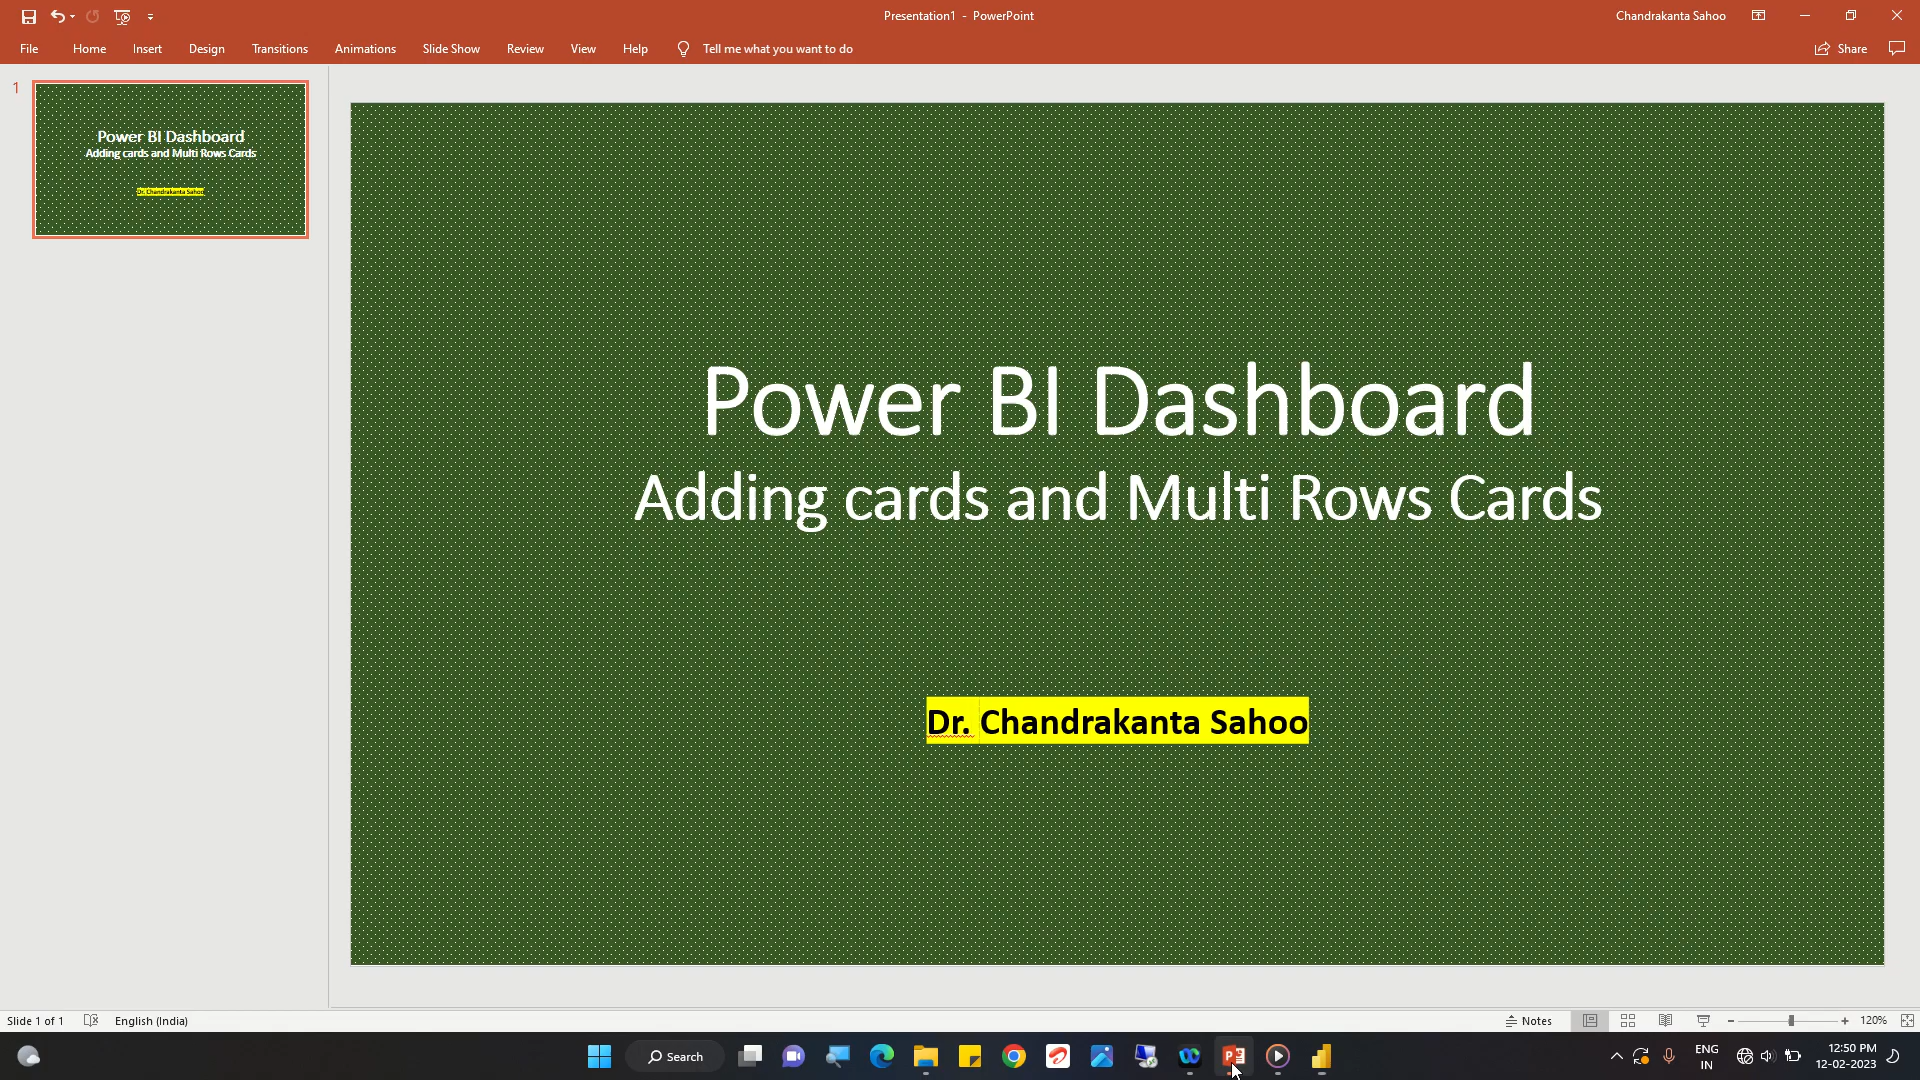 Presentation1 - PowerPoint
Chandrakanta Sahoo
File Home Insert Design Transitions Animations Slide Show Review View Help Tell me what you want to do
Share
1
Power BI Dashboard
Adding cards and Multi Rows Cards
Dr. Chandrakanta Sahoo
Power BI Dashboard
Adding cards and Multi Rows Cards
Dr. Chandrakanta Sahoo
Slide 1 of 1 English (India) Notes 120%
Search
ENG
IN
12:50 PM
12-02-2023